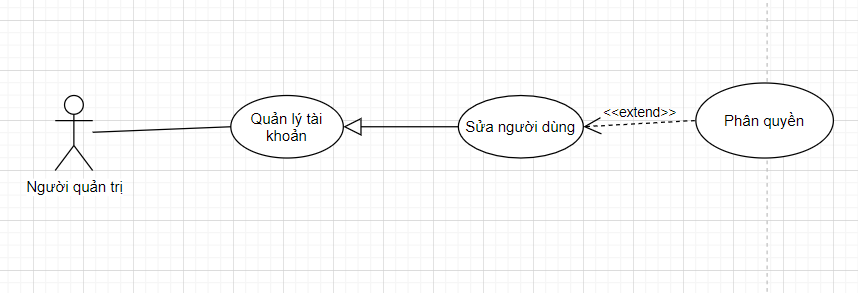 Quản lý tài
khoản
Sửa người dùng
<<extend>>
Phân quyền
Người quản trị